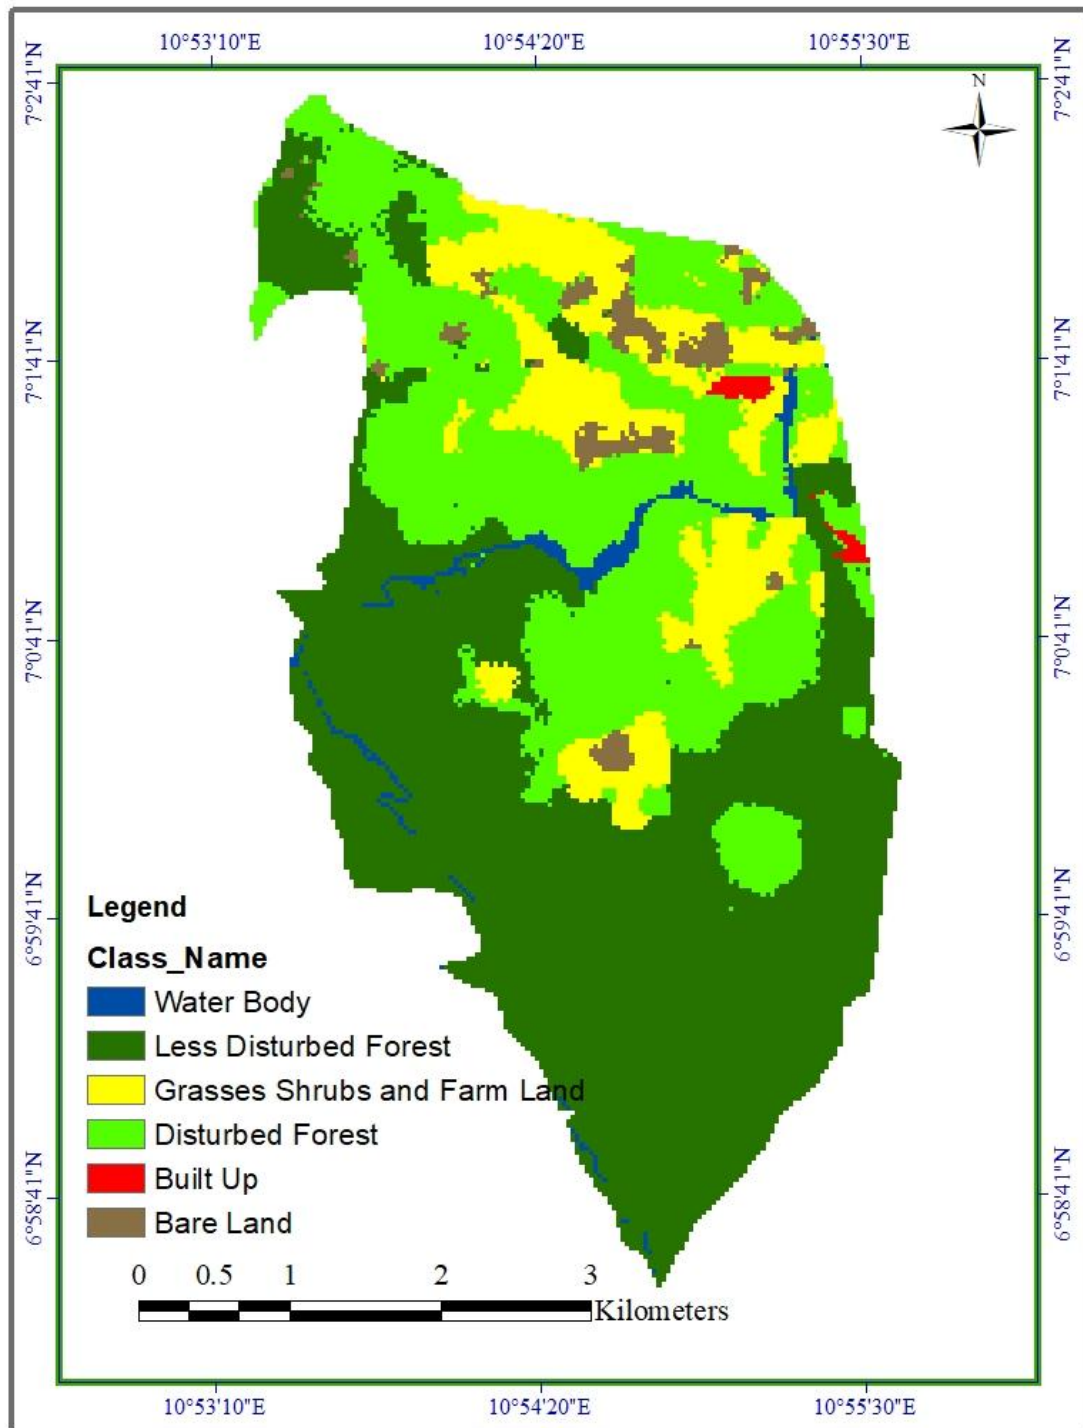 10°53'10"E 10°54'20"E 10°55'30"E
7°2'41"N 7°2'41"N
N
7°1'41"N 7°1'41"N
7°0'41"N 7°0'41"N
6°59'41"N 6°59'41"N
Legend
Class_Name
Water Body
Less Disturbed Forest
Grasses Shrubs and Farm Land
Disturbed Forest
Built Up
Bare Land
6°58'41"N 6°58'41"N
0 0.5 1 2 3
Kilometers
10°53'10"E 10°54'20"E 10°55'30"E